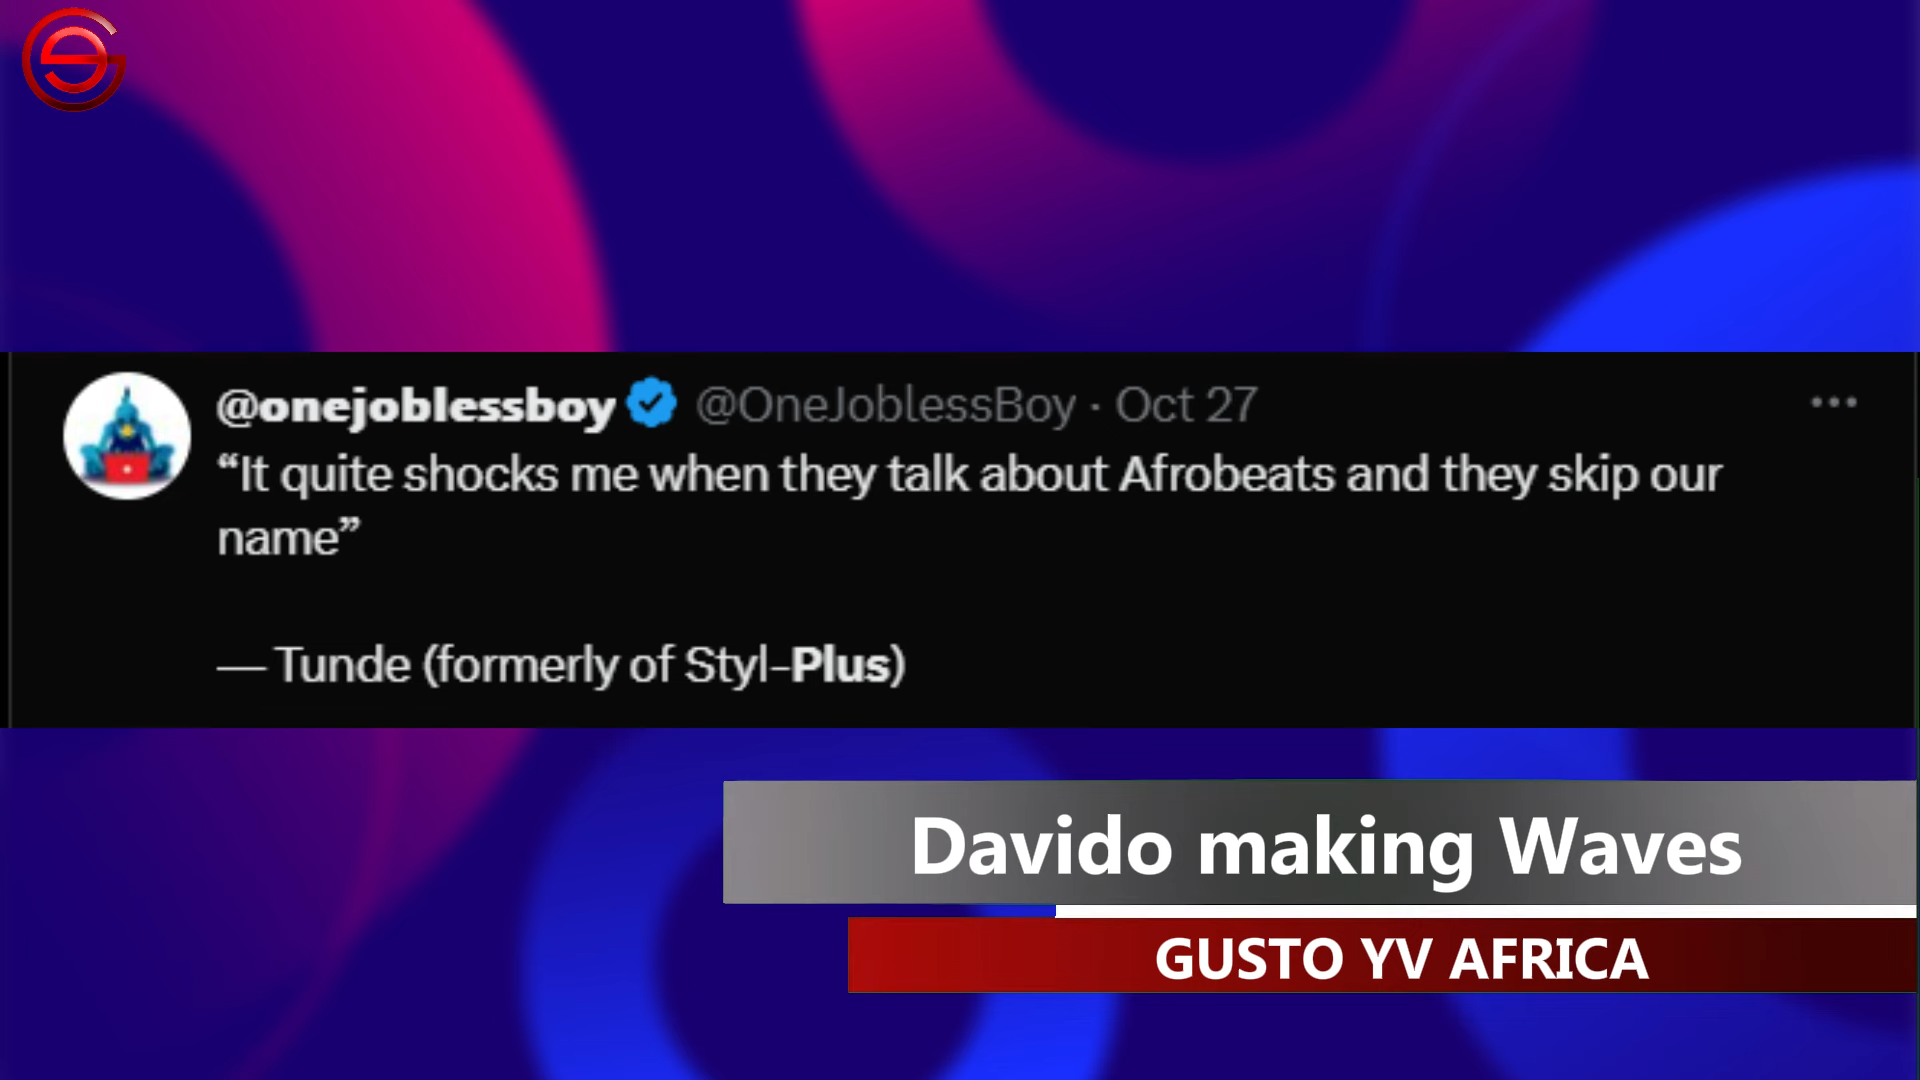 @onejoblessboy @OneJoblessBoy · Oct 27
“It quite shocks me when they talk about Afrobeats and they skip our
name”
— Tunde (formerly of Styl-Plus)
Davido making Waves
GUSTO YV AFRICA